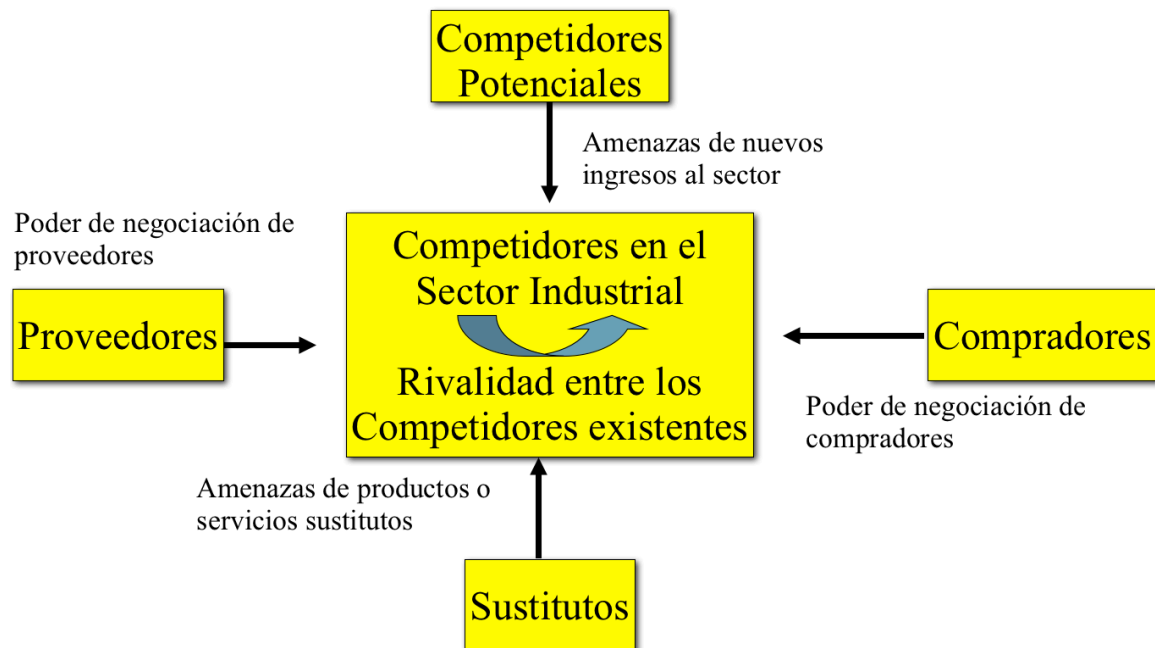 Competidores
Potenciales
Amenazas de nuevos
ingresos al sector
Poder de negociación de
proveedores
Proveedores
Competidores en el
Sector Industrial
Rivalidad entre los
Competidores existentes
Compradores
Poder de negociación de
compradores
Amenazas de productos o
servicios sustitutos
Sustitutos